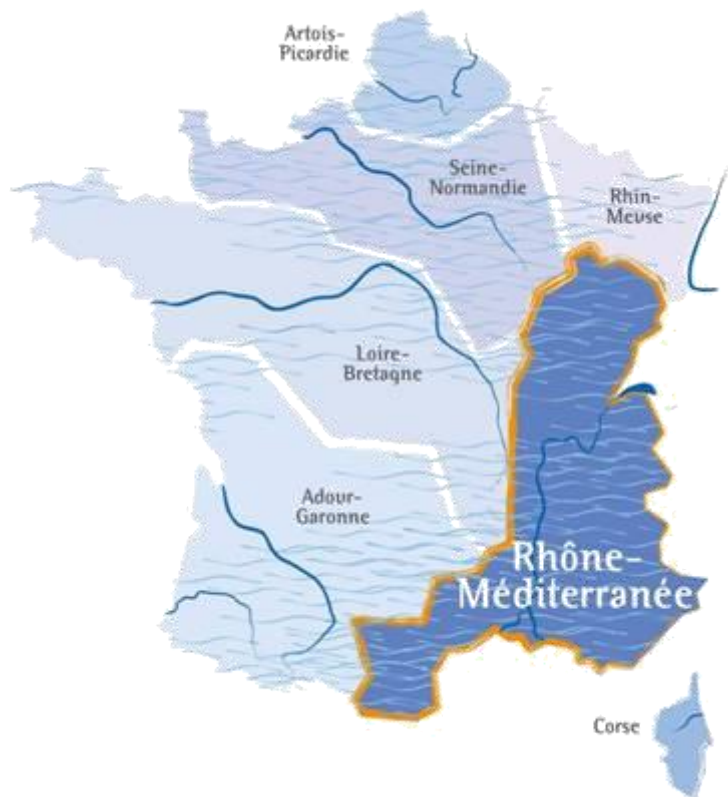 Artois-
Picardie
Seine-
Normandie
Rhin-
Meuse
Loire-
Bretagne
Adour-
Garonne
Rhône-
Méditerranée
Corse